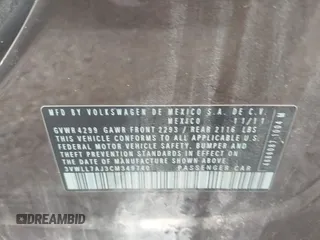 MFD BY VOLKSWAGEN DE MEXICO S.A. DE C.V.
MEXICO 11/11
GVWR 4299 GAWR FRONT 2293 / REAR 2116 LBS
THIS VEHICLE CONFORMS TO ALL APPLICABLE U.S.
FEDERAL MOTOR VEHICLE SAFETY, BUMPER, AND
THEFT PREVENTION STANDARDS IN EFFECT ON THE
DATE OF MANUFACTURE SHOWN ABOVE.
PASSENGER CAR
DREAMBID